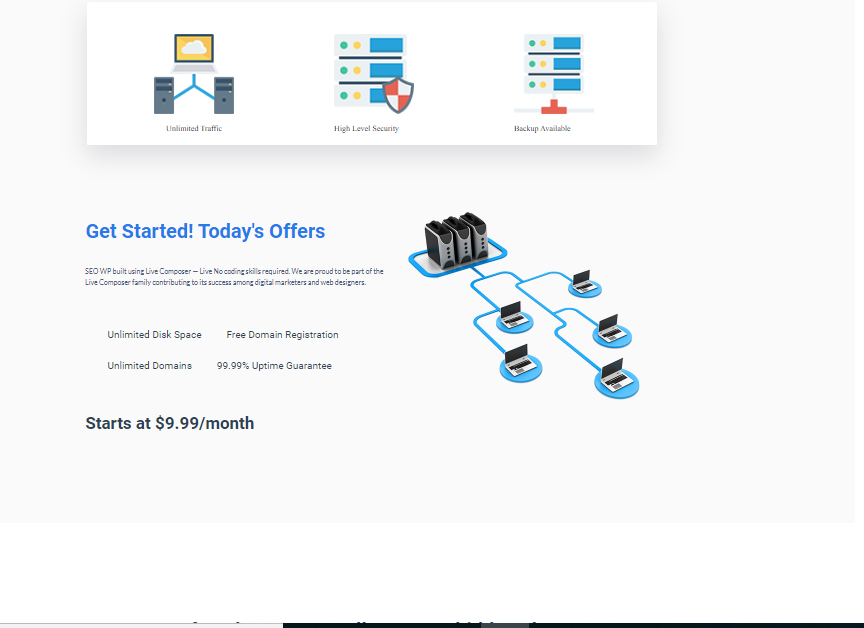 Unlimited Traffic
High Level Security
Backup Available
Get Started! Today's Offers
SEO WP built using Live Composer – Live No coding skills required. We are proud to be part of the
Live Composer family contributing to its success among digital marketers and web designers.
Unlimited Disk Space
Free Domain Registration
Unlimited Domains
99.99% Uptime Guarantee
Starts at $9.99/month